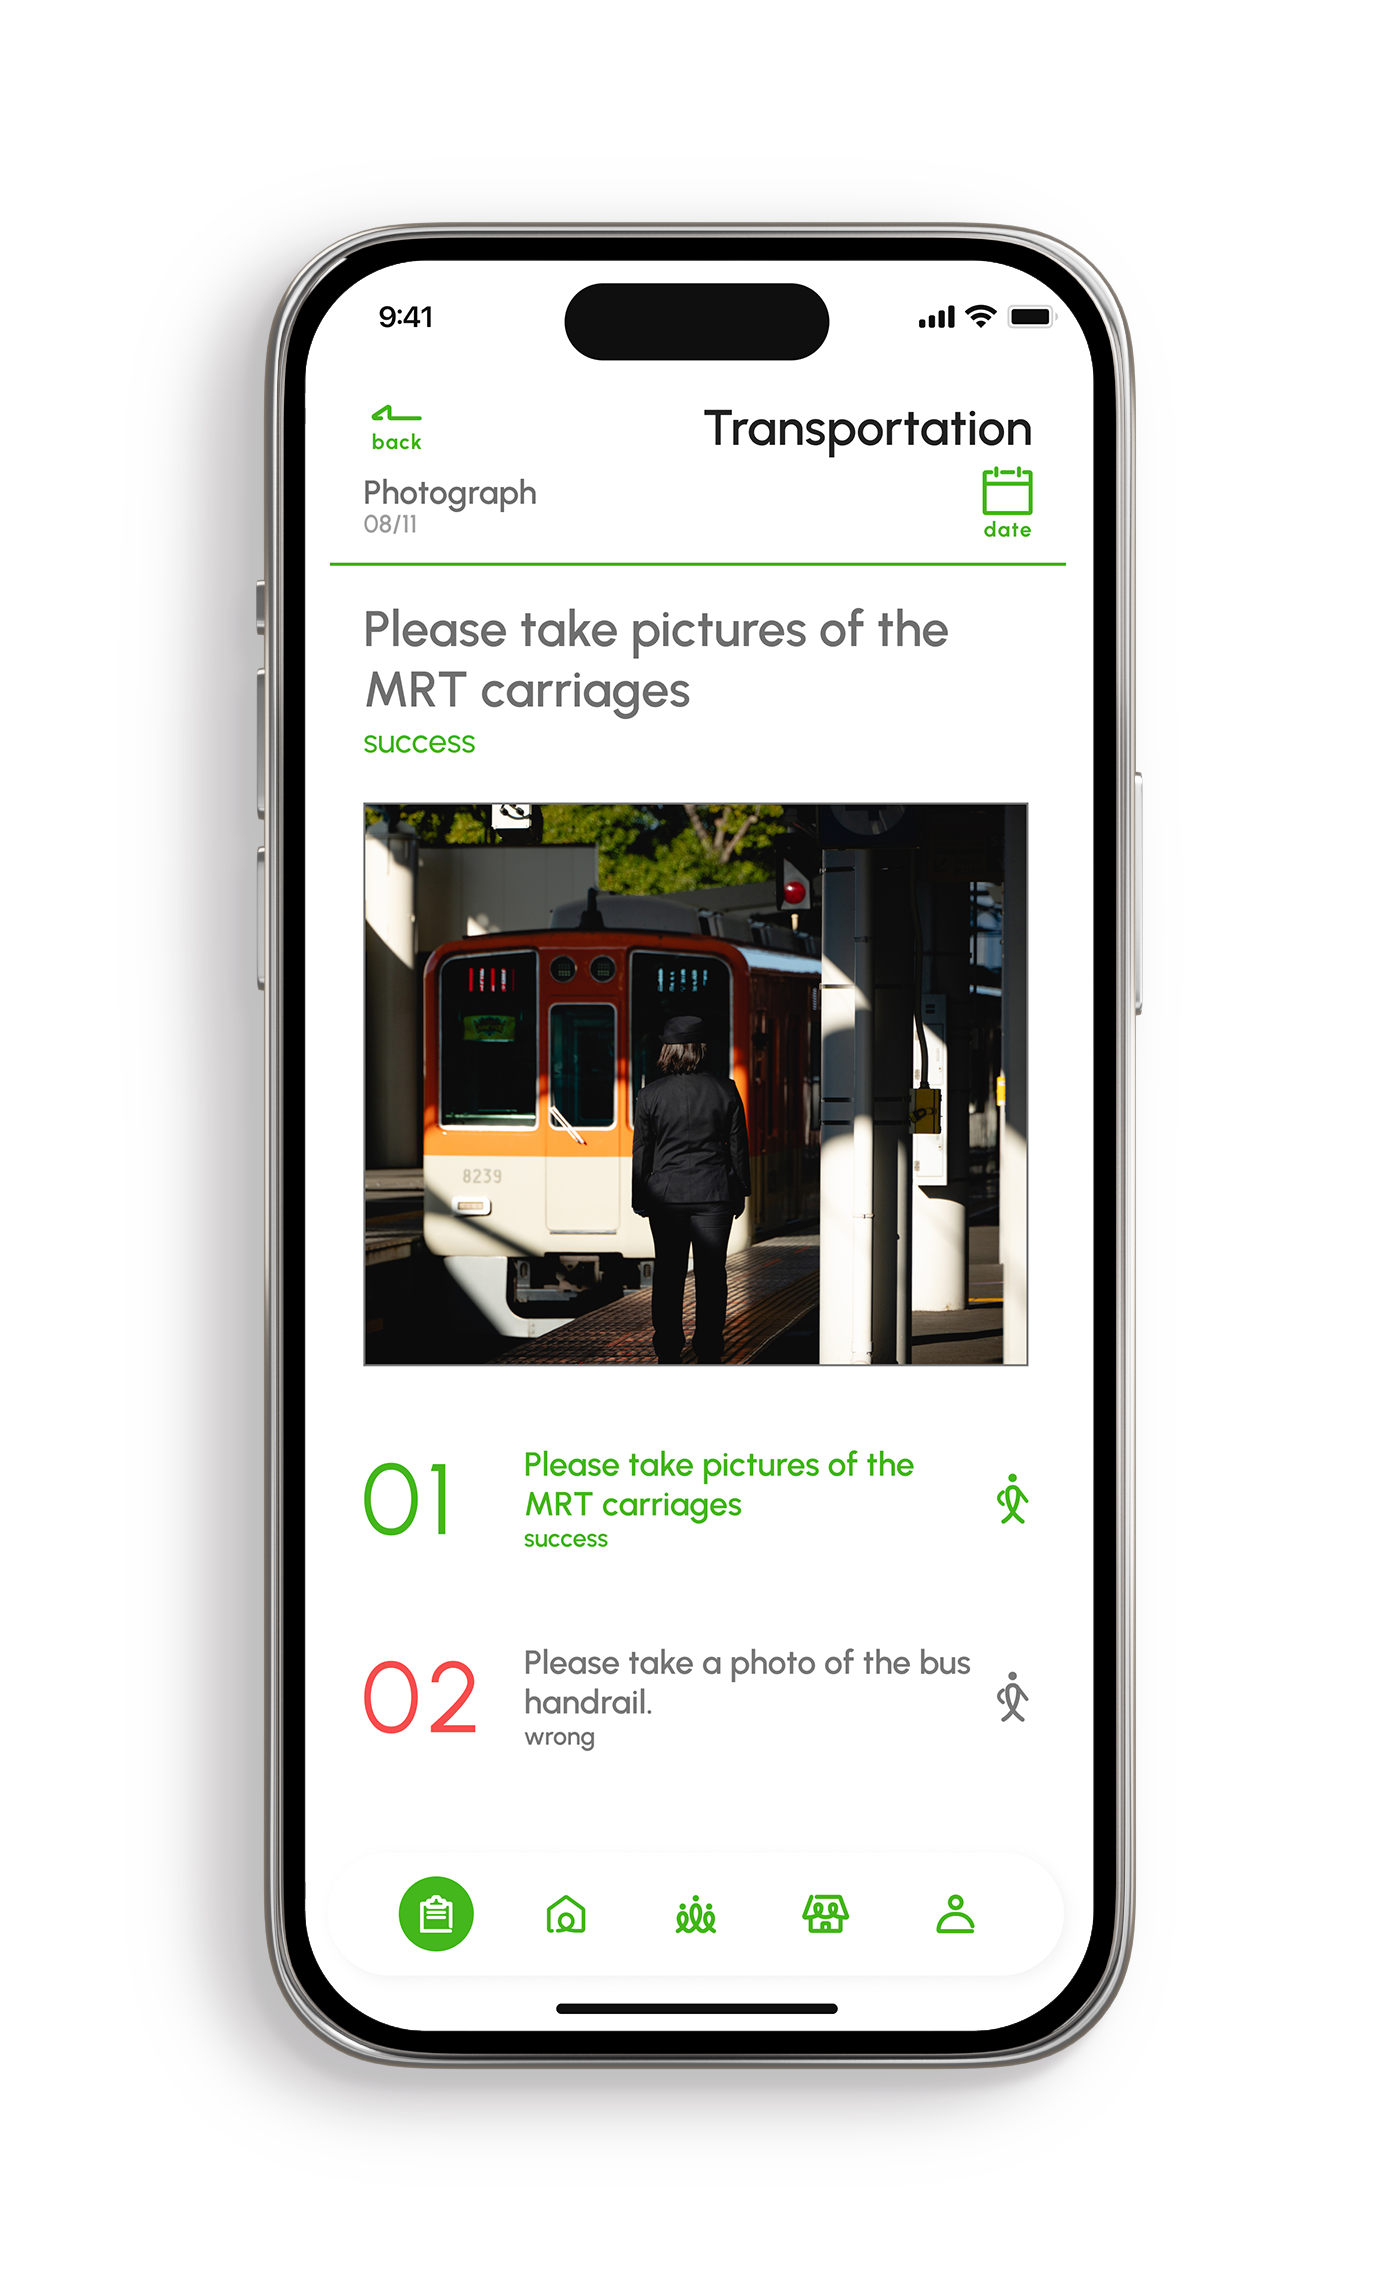 9:41
back
Transportation
Photograph
08/11
date
Please take pictures of the
MRT carriages
success
8239
01
Please take pictures of the
MRT carriages
success
02
Please take a photo of the bus
handrail.
wrong